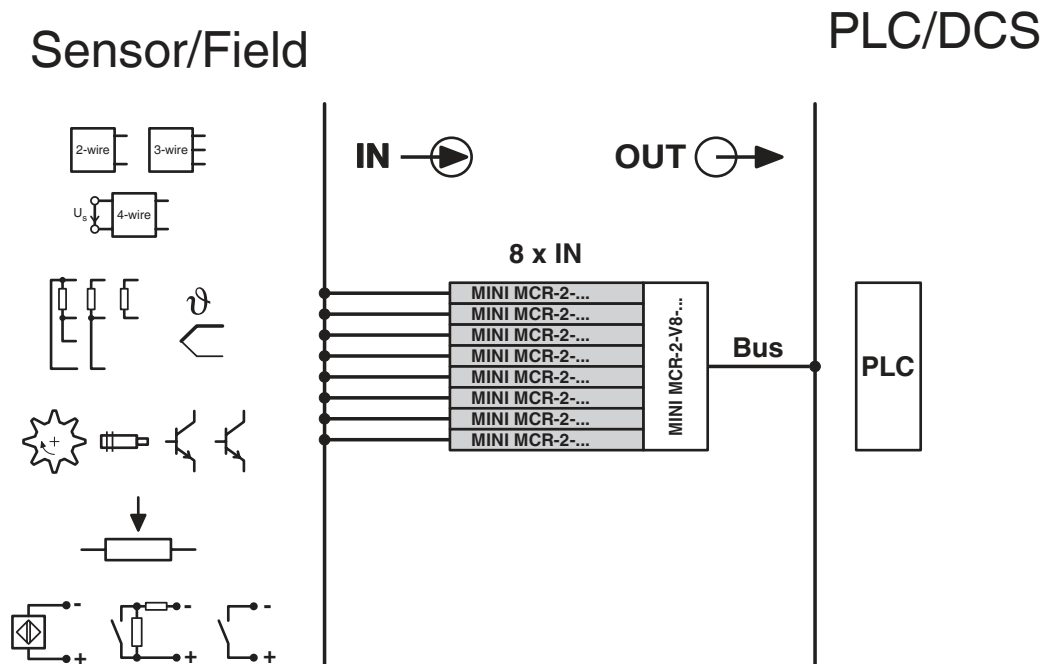 Sensor/Field
PLC/DCS
2-wire
3-wire
Us
4-wire
IN
OUT
8 x IN
MINI MCR-2-...
MINI MCR-2-...
MINI MCR-2-...
MINI MCR-2-...
MINI MCR-2-...
MINI MCR-2-...
MINI MCR-2-...
MINI MCR-2-...
MINI MCR-2-V8-...
Bus
PLC
ϑ
+
-
+
-
+
-
+